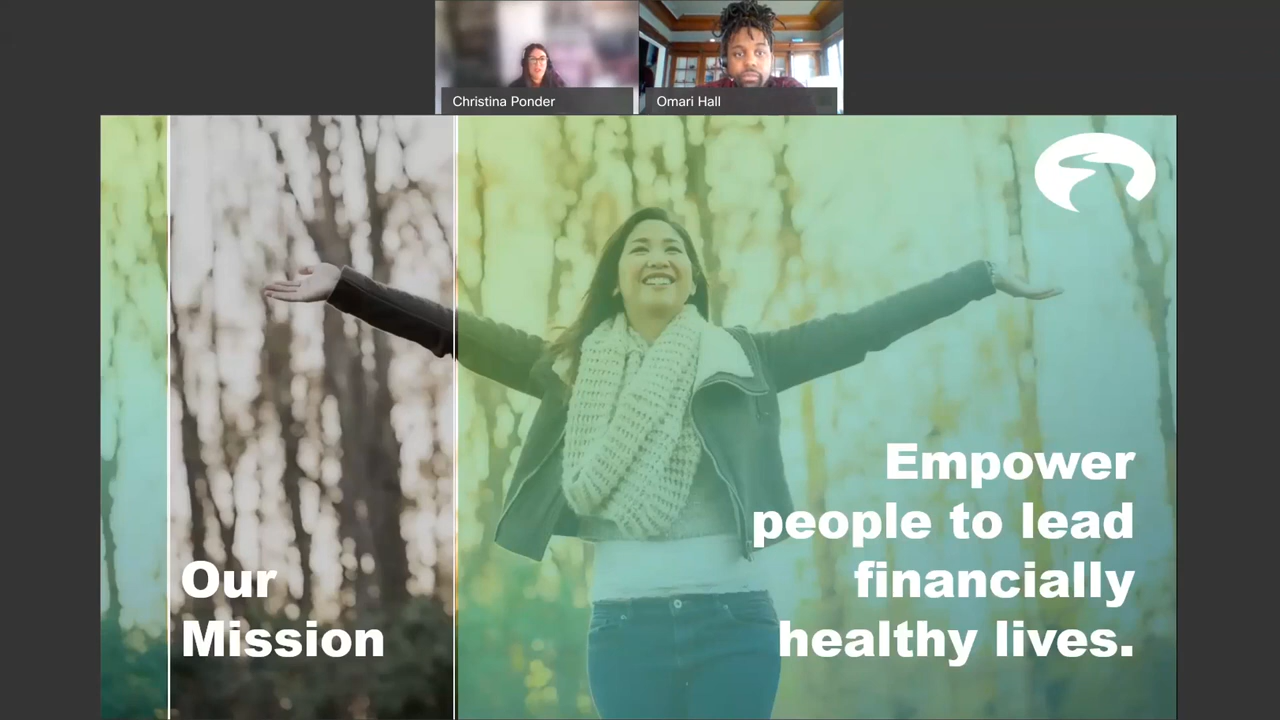 Christina Ponder
Omari Hall
Our
Mission
Empower
people to lead
financially
healthy lives.